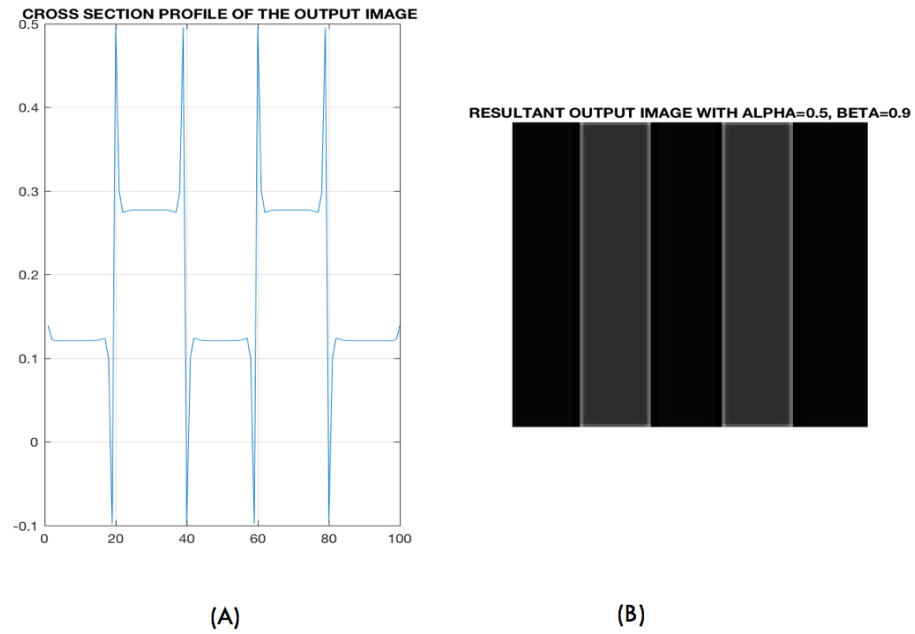 CROSS SECTION PROFILE OF THE OUTPUT IMAGE
0.5
0.4
0.3
0.2
0.1
0
-0.1
0 20 40 60 80 100
RESULTANT OUTPUT IMAGE WITH ALPHA=0.5, BETA=0.9
(A)
(B)